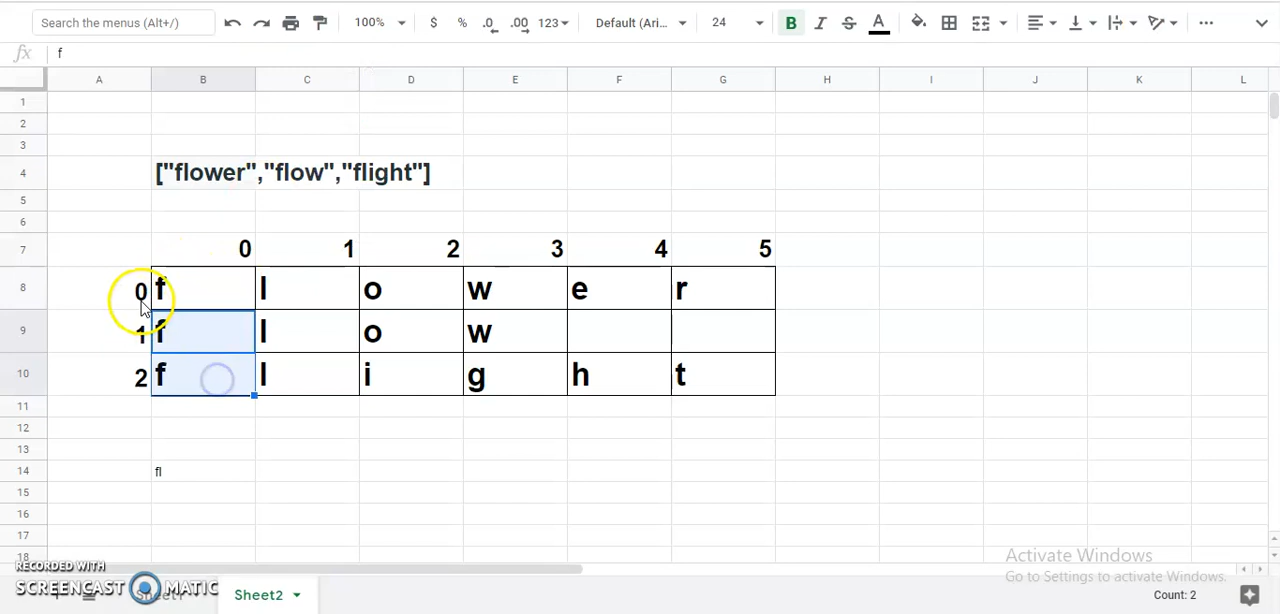 Search the menus (Alt+/) 100% $ % .0 .00 123 Default (Ari... 24 B I S A
fx f
A B C D E F G H I J K L
1
2
3
4 ["flower","flow","flight"]
5
6
7 0 1 2 3 4 5
8 0 f l o w e r
9 1 f l o w
10 2 f l i g h t
11
12
13
14 fl
15
16
17
18
Activate Windows
Go to Settings to activate Windows.
RECORDED WITH
SCREENCAST MATIC
Sheet2 Count: 2